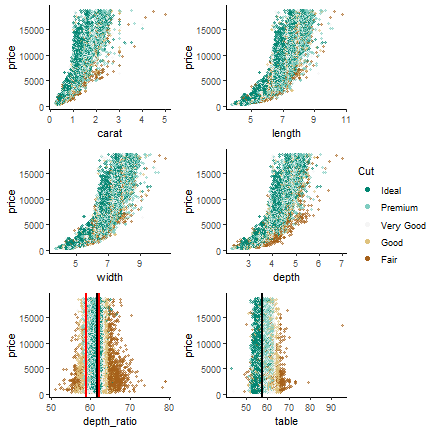 price
15000
10000
5000
0
0 1 2 3 4 5
carat
price
15000
10000
5000
0
5 7 9 11
length
price
15000
10000
5000
0
5 7 9
width
price
15000
10000
5000
0
3 4 5 6 7
depth
Cut
Ideal
Premium
Very Good
Good
Fair
price
15000
10000
5000
0
50 60 70 80
depth_ratio
price
15000
10000
5000
0
50 60 70 80 90
table